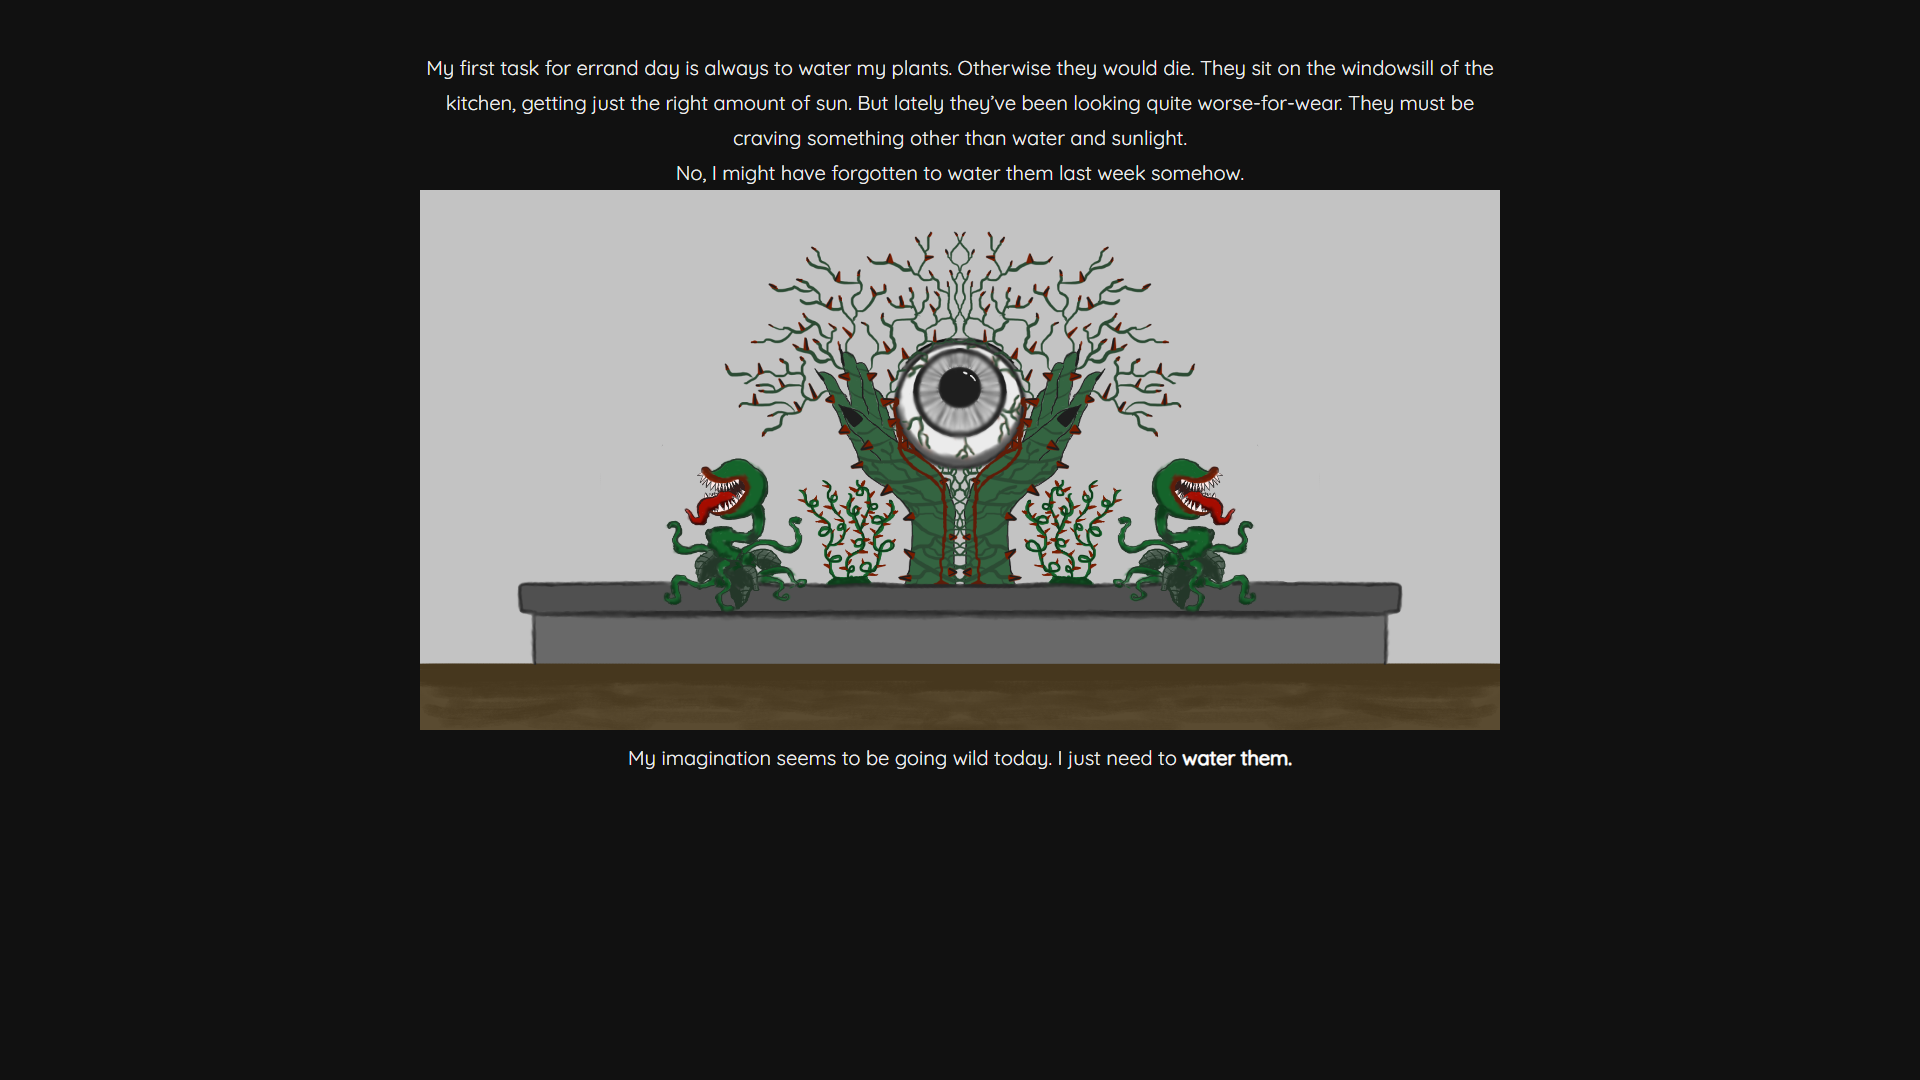 My first task for errand day is always to water my plants. Otherwise they would die. They sit on the windowsill of the
kitchen, getting just the right amount of sun. But lately they’ve been looking quite worse-for-wear. They must be
craving something other than water and sunlight.
No, I might have forgotten to water them last week somehow.
My imagination seems to be going wild today. I just need to water them.